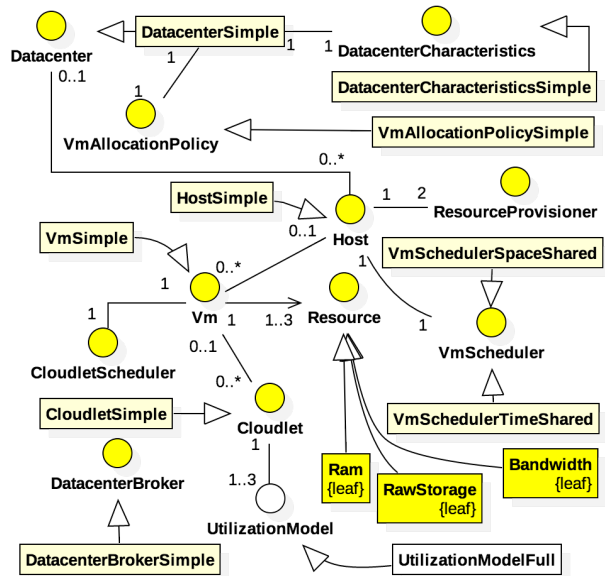 DatacenterSimple
Datacenter
DatacenterCharacteristics
1
1
1
0..1
DatacenterCharacteristicsSimple
1
VmAllocationPolicy
VmAllocationPolicySimple
0..*
HostSimple
1
2
ResourceProvisioner
0..1
Host
VmSimple
VmSchedulerSpaceShared
0..*
1
1
Vm
1
1..3
Resource
1
1
VmScheduler
0..1
CloudletScheduler
0..*
CloudletSimple
Cloudlet
VmSchedulerTimeShared
1
DatacenterBroker
Ram
{leaf}
RawStorage
{leaf}
Bandwidth
{leaf}
1..3
UtilizationModel
DatacenterBrokerSimple
UtilizationModelFull